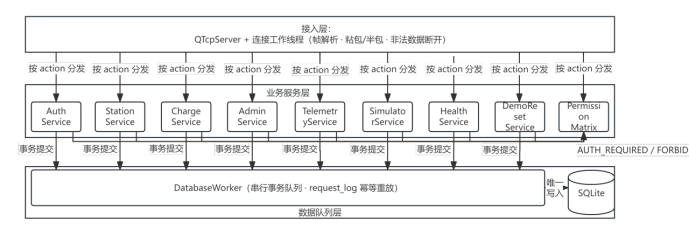 接入层:
QTcpServer + 连接工作线程（帧解析 · 粘包/半包 · 非法数据断开）
按 action 分发
按 action 分发
按 action 分发
按 action 分发
按 action 分发
按 action 分发
按 action 分发
按 action 分发
按 action 分发
业务服务层
Auth
Service
Station
Service
Charge
Service
Admin
Service
Telemetr
yService
Simulato
rService
Health
Service
DemoRe
set
Service
Permissi
on
Matrix
事务提交
事务提交
事务提交
事务提交
事务提交
事务提交
事务提交
事务提交
AUTH_REQUIRED / FORBID
DatabaseWorker（串行事务队列 · request_log 幂等重放）
唯一
写入
SQLite
数据队列层